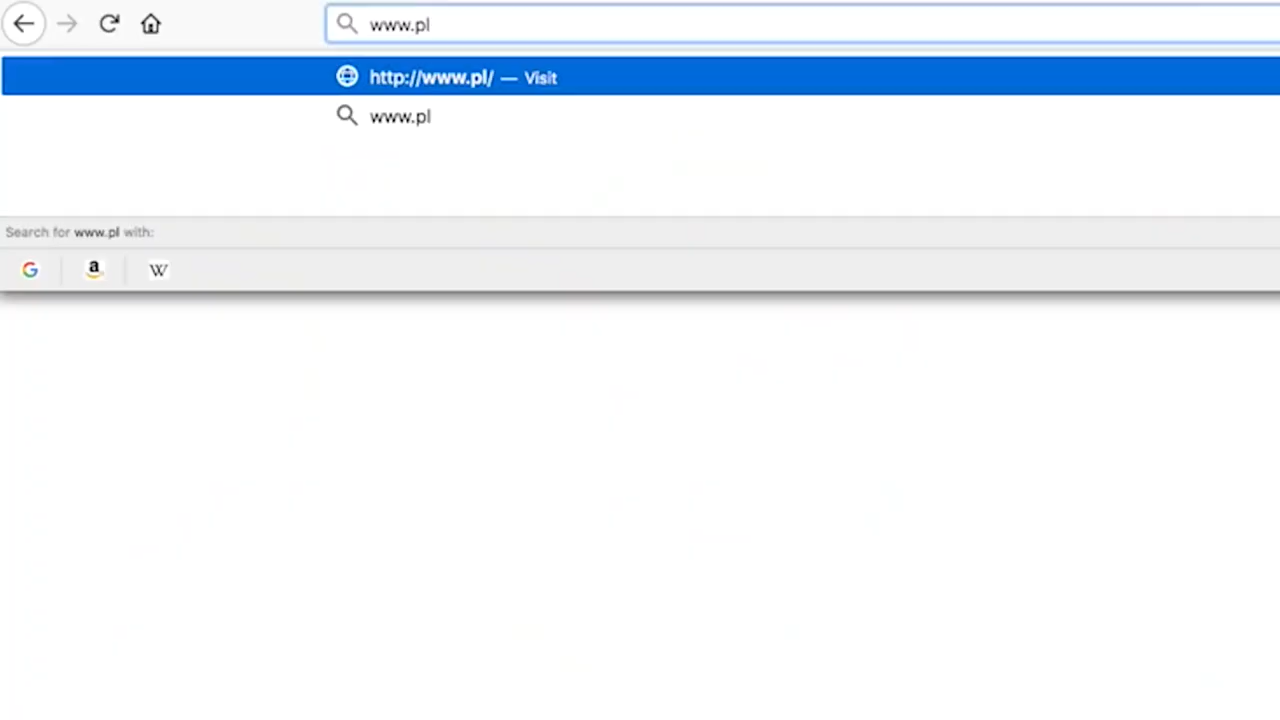 www.pl
http://www.pl/ — Visit
www.pl
Search for www.pl with:
G a W